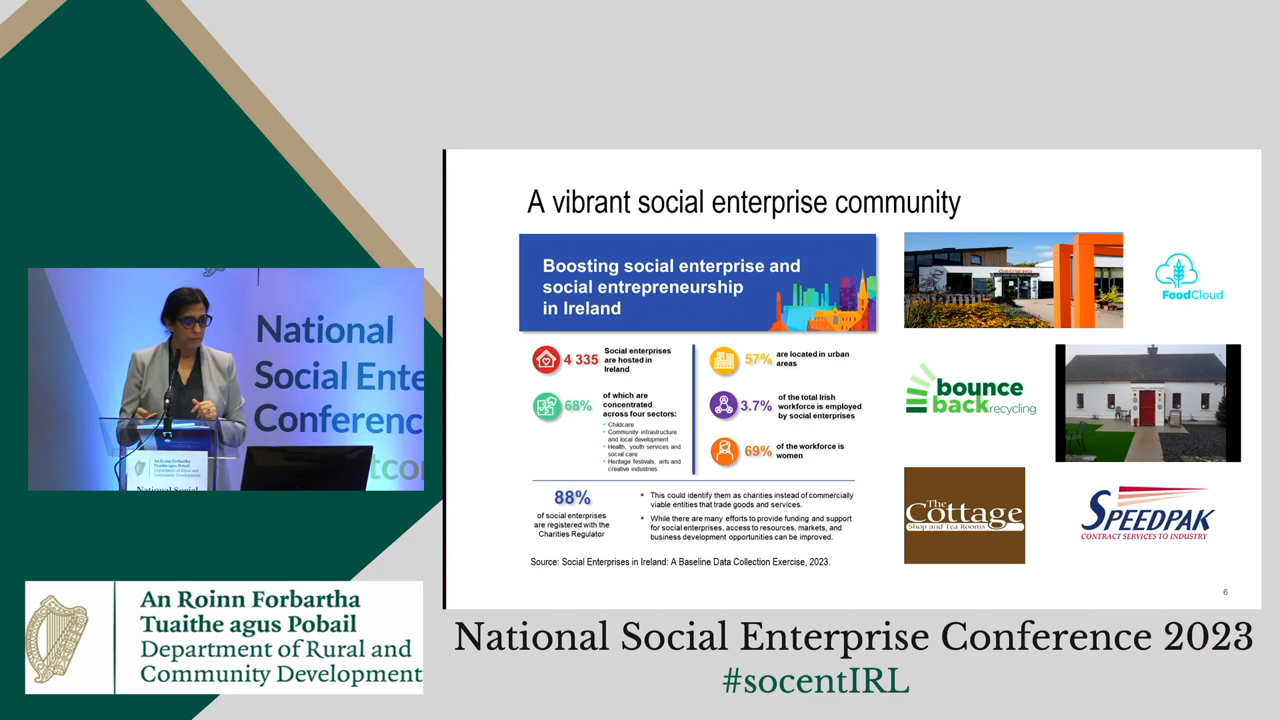 National
Social Ente
Conferenc
National Social
An Roinn Forbartha
Tuaithe agus Pobail
Department of Rural and
Community Development
A vibrant social enterprise community
Boosting social enterprise and
social entrepreneurship
in Ireland
4 335
Social enterprises
are hosted in
Ireland
68%
of which are
concentrated
across four sectors:
• Childcare
• Community infrastructure
and local development
• Health, youth services and
social care
• Heritage festivals, arts and
creative industries
57%
are located in urban
areas
3.7%
of the total Irish
workforce is employed
by social enterprises
69%
of the workforce is
women
88%
of social enterprises
are registered with the
Charities Regulator
• This could identify them as charities instead of commercially
viable entities that trade goods and services.
• While there are many efforts to provide funding and support
for social enterprises, access to resources, markets, and
business development opportunities can be improved.
Source: Social Enterprises in Ireland: A Baseline Data Collection Exercise, 2023.
FoodCloud
bounce
back recycling
The
Cottage
Shop and Tea Rooms
SPEEDPAK
CONTRACT SERVICES TO INDUSTRY
6
National Social Enterprise Conference 2023
#socentIRL